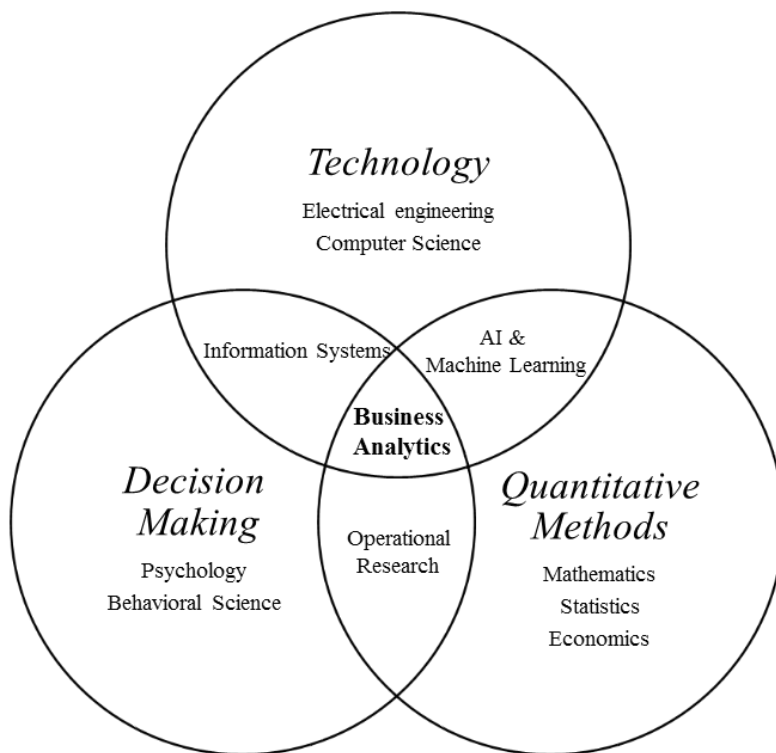 Technology
Electrical engineering
Computer Science
Information Systems
AI &
Machine Learning
Business
Analytics
Decision
Making
Psychology
Behavioral Science
Operational
Research
Quantitative
Methods
Mathematics
Statistics
Economics